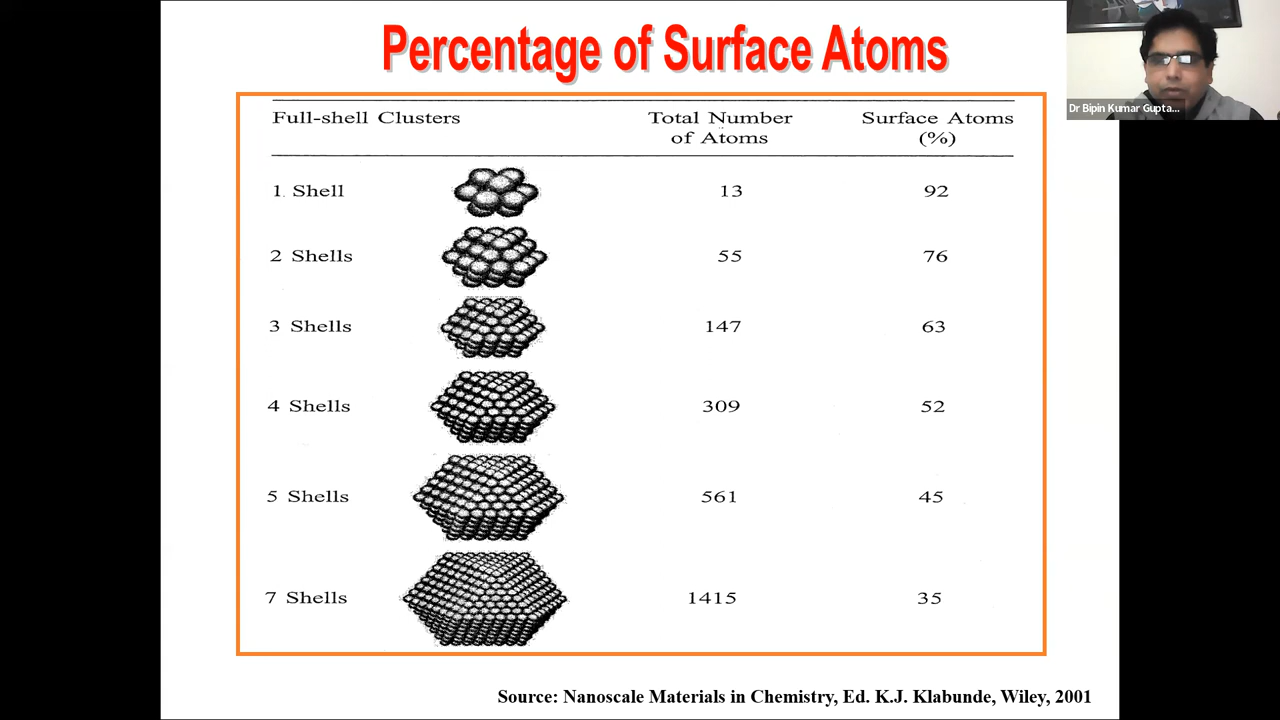 Percentage of Surface Atoms
Dr Bipin Kumar Gupta...
Full-shell Clusters Total Number of Atoms Surface Atoms (%)
1 Shell 13 92
2 Shells 55 76
3 Shells 147 63
4 Shells 309 52
5 Shells 561 45
7 Shells 1415 35
Source: Nanoscale Materials in Chemistry, Ed. K.J. Klabunde, Wiley, 2001